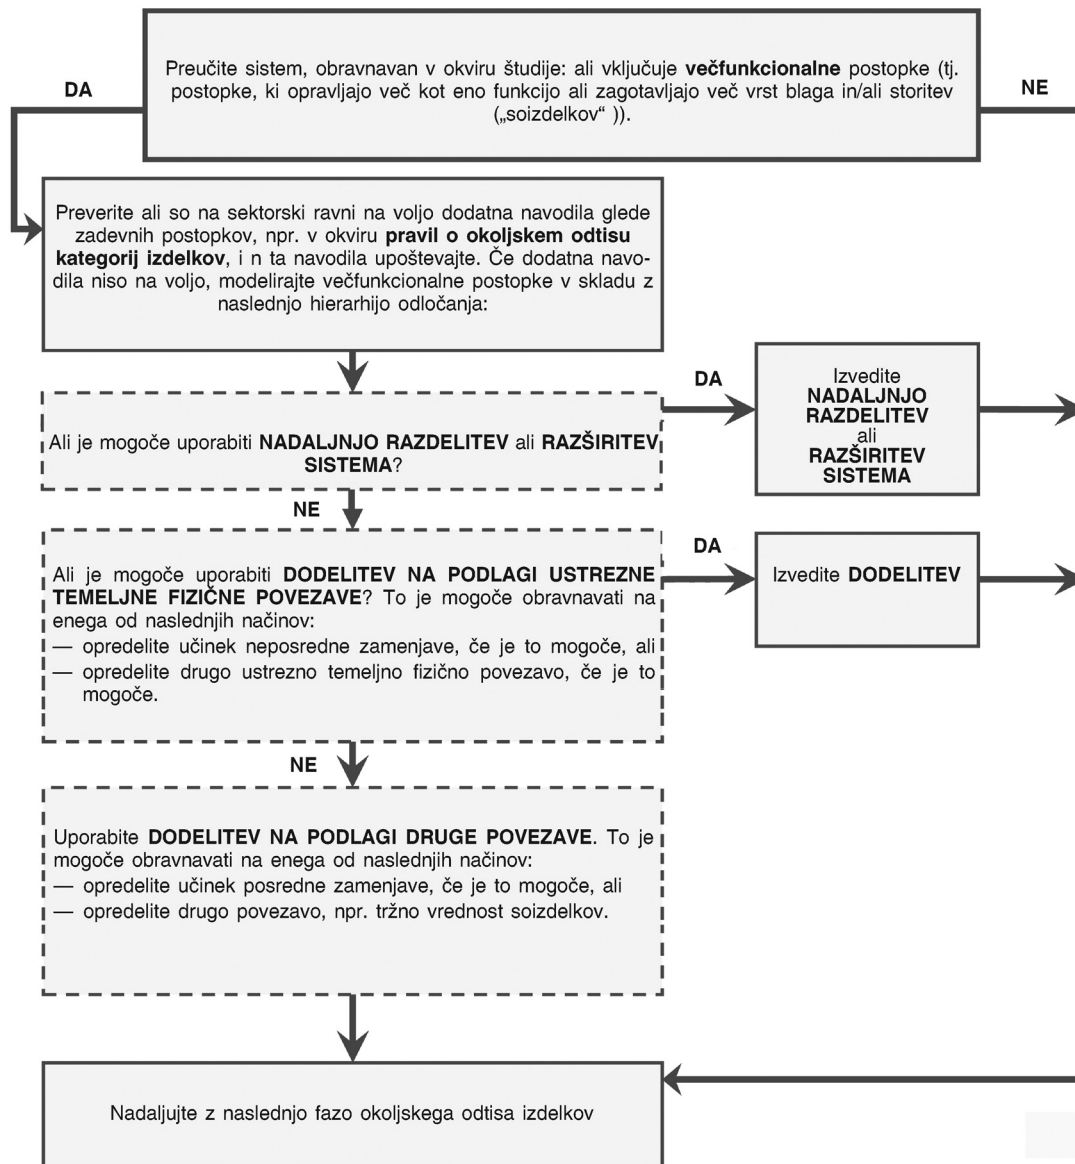 Preučite sistem, obravnavan v okviru študije: ali vključuje večfunkcionalne postopke (tj.
postopke, ki opravljajo več kot eno funkcijo ali zagotavljajo več vrst blaga in/ali storitev
(„soizdelkov“ )).
DA
NE
Preverite ali so na sektorski ravni na voljo dodatna navodila glede
zadevnih postopkov, npr. v okviru pravil o okoljskem odtisu
kategorij izdelkov, i n ta navodila upoštevajte. Če dodatna navo-
dila niso na voljo, modelirajte večfunkcionalne postopke v skladu z
naslednjo hierarhijo odločanja:
Ali je mogoče uporabiti NADALJNJO RAZDELITEV ali RAZŠIRITEV
SISTEMA?
DA
Izvedite
NADALJNJO
RAZDELITEV
ali
RAZŠIRITEV
SISTEMA
NE
Ali je mogoče uporabiti DODELITEV NA PODLAGI USTREZNE
TEMELJNE FIZIČNE POVEZAVE? To je mogoče obravnavati na
enega od naslednjih načinov:
— opredelite učinek neposredne zamenjave, če je to mogoče, ali
— opredelite drugo ustrezno temeljno fizično povezavo, če je to
mogoče.
DA
Izvedite DODELITEV
NE
Uporabite DODELITEV NA PODLAGI DRUGE POVEZAVE. To je
mogoče obravnavati na enega od naslednjih načinov:
— opredelite učinek posredne zamenjave, če je to mogoče, ali
— opredelite drugo povezavo, npr. tržno vrednost soizdelkov.
Nadaljujte z naslednjo fazo okoljskega odtisa izdelkov